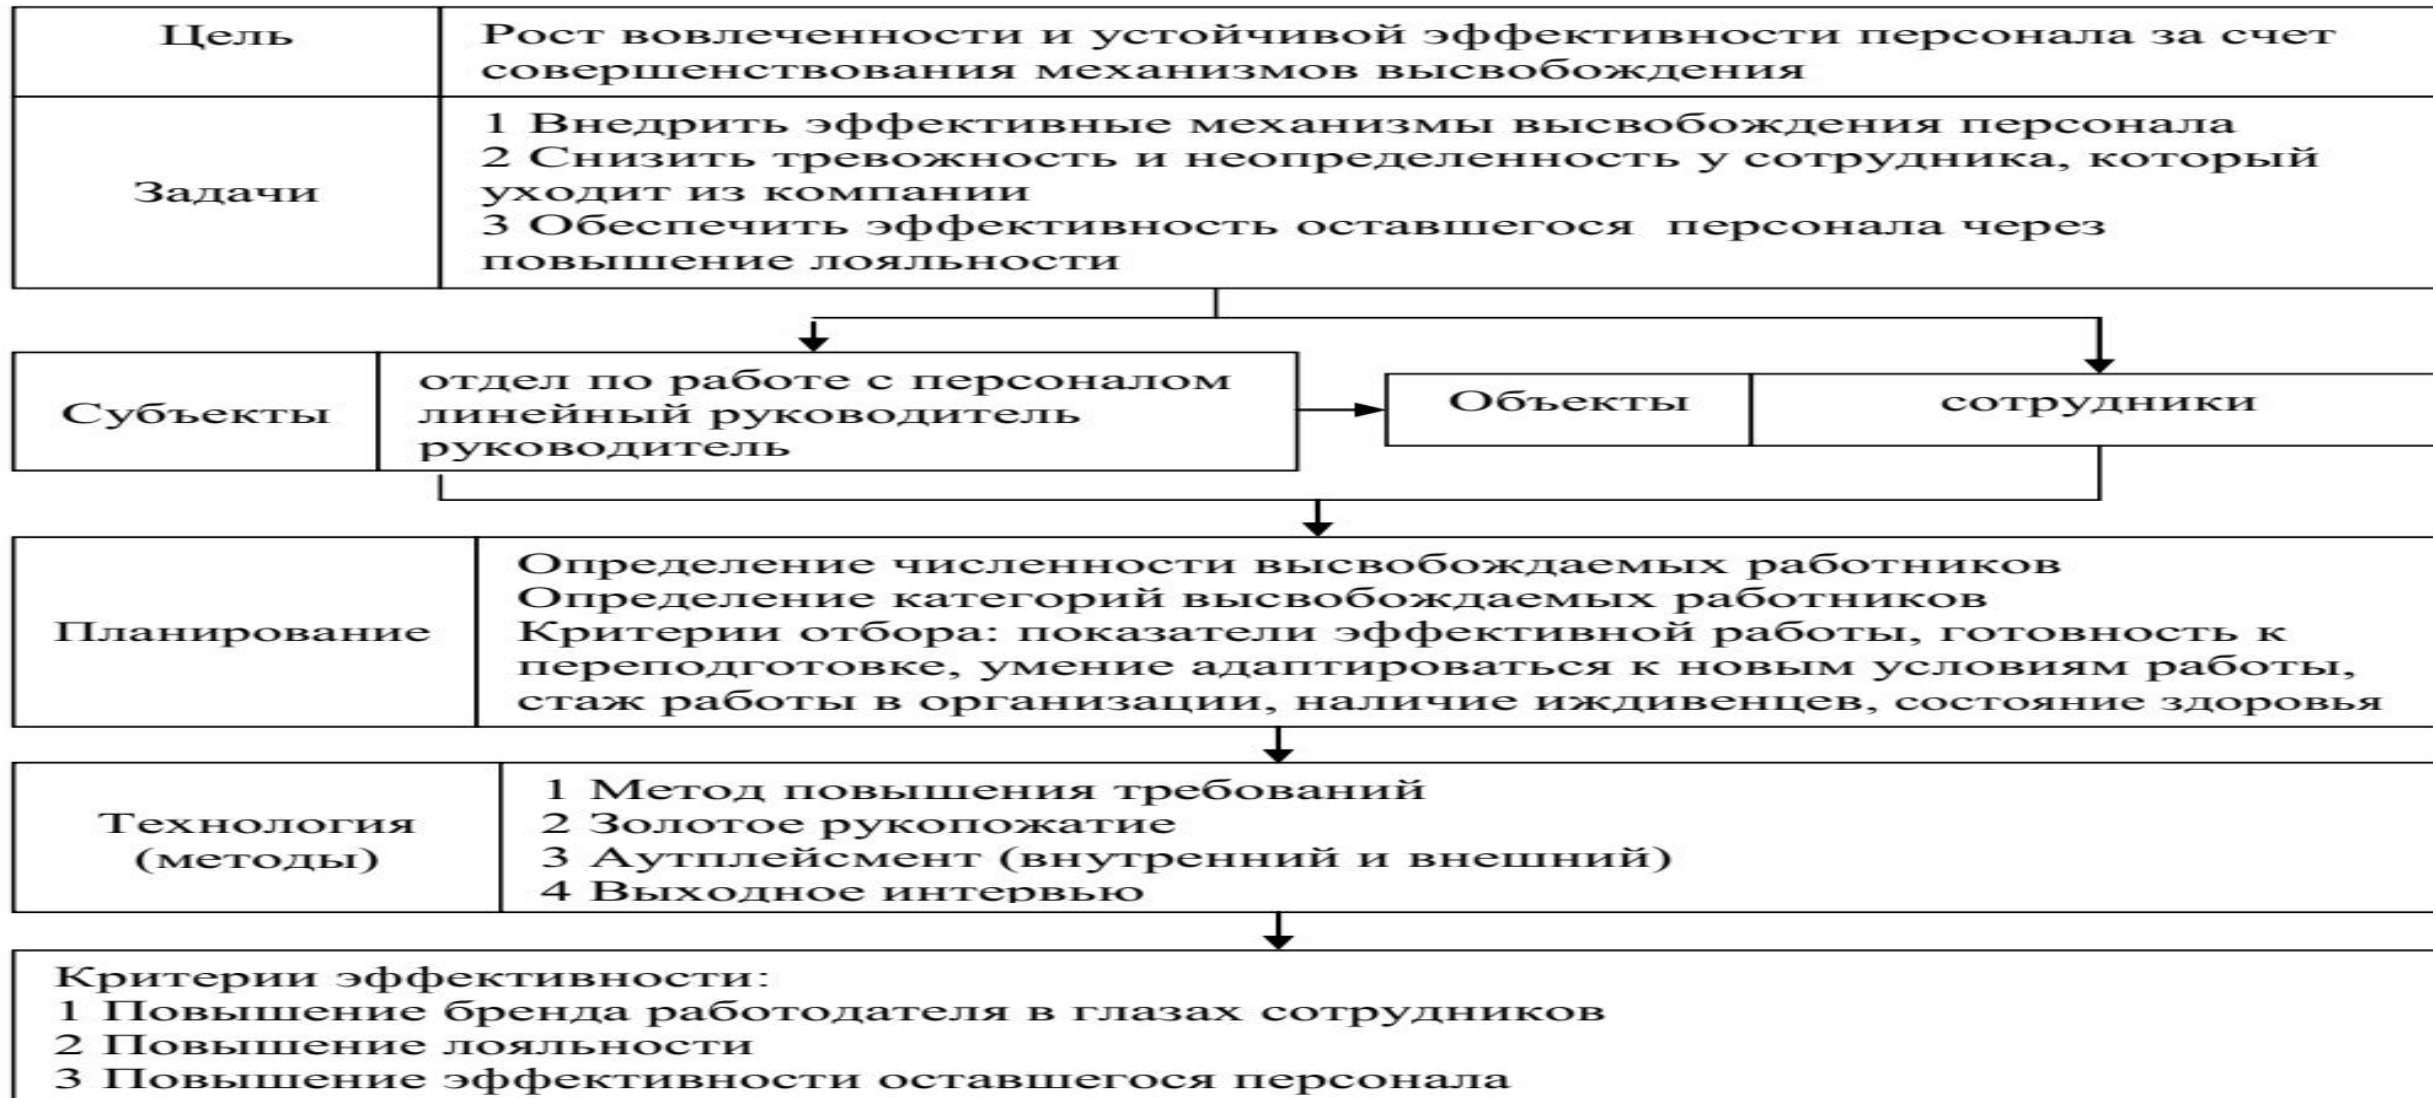 Цель
Рост вовлеченности и устойчивой эффективности персонала за счет
совершенствования механизмов высвобождения
Задачи
1 Внедрить эффективные механизмы высвобождения персонала
2 Снизить тревожность и неопределенность у сотрудника, который
уходит из компании
3 Обеспечить эффективность оставшегося персонала через
повышение лояльности
Субъекты
отдел по работе с персоналом
линейный руководитель
руководитель
Объекты
сотрудники
Планирование
Определение численности высвобождаемых работников
Определение категорий высвобождаемых работников
Критерии отбора: показатели эффективной работы, готовность к
переподготовке, умение адаптироваться к новым условиям работы,
стаж работы в организации, наличие иждивенцев, состояние здоровья
Технология
(методы)
1 Метод повышения требований
2 Золотое рукопожатие
3 Аутплейсмент (внутренний и внешний)
4 Выходное интервью
Критерии эффективности:
1 Повышение бренда работодателя в глазах сотрудников
2 Повышение лояльности
3 Повышение эффективности оставшегося персонала